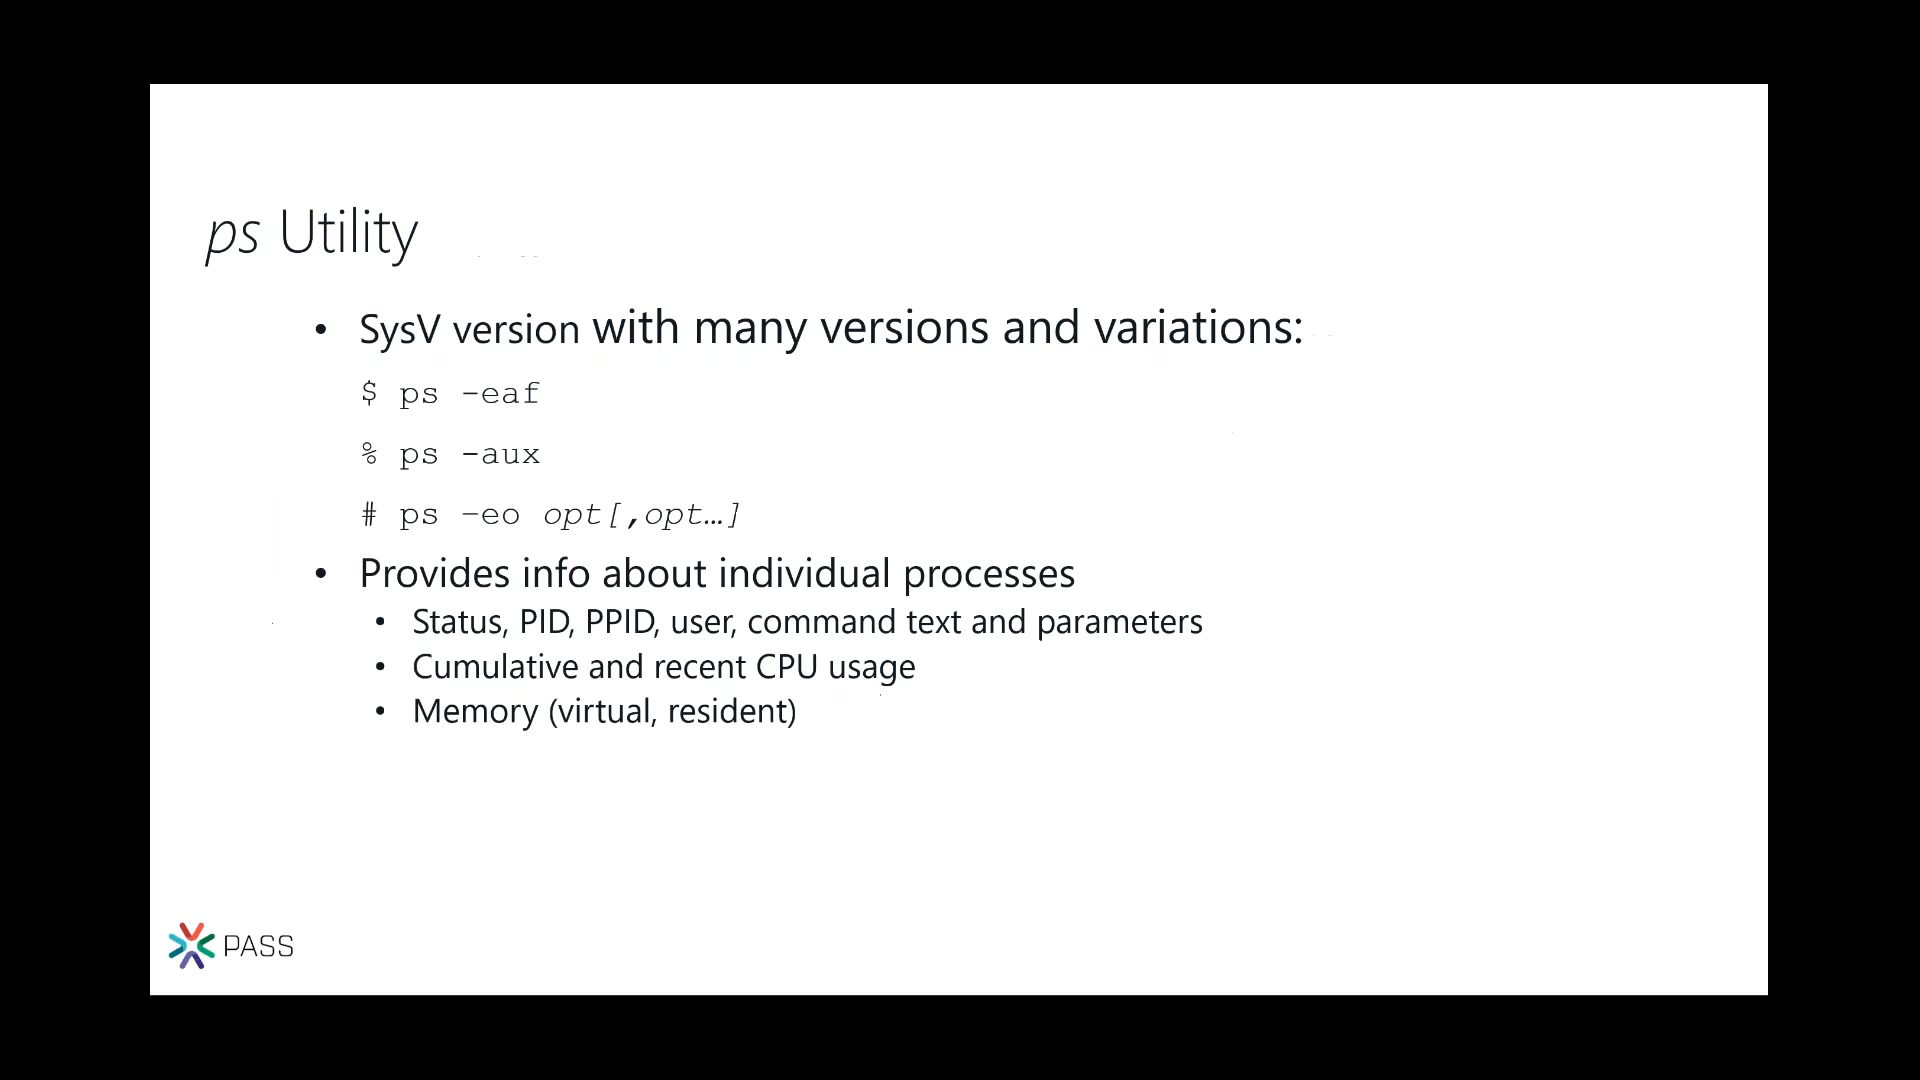 ps Utility
• SysV version with many versions and variations:
$ ps -eaf
% ps -aux
# ps –eo opt[,opt…]
• Provides info about individual processes
• Status, PID, PPID, user, command text and parameters
• Cumulative and recent CPU usage
• Memory (virtual, resident)
PASS